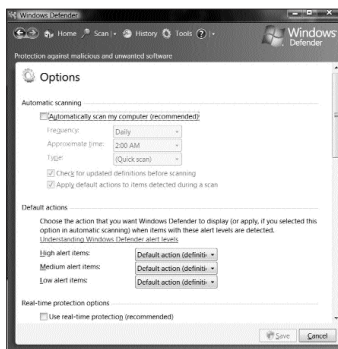 Windows Defender
Home Scan History Tools
Windows Defender
Protection against malicious and unwanted software
Options
Automatic scanning
Automatically scan my computer (recommended)
Frequency: Daily
Approximate time: 2:00 AM
Type: (Quick scan)
Check for updated definitions before scanning
Apply default actions to items detected during a scan
Default actions
Choose the action that you want Windows Defender to display (or apply, if you selected this
option in automatic scanning) when items with these alert levels are detected.
Understanding Windows Defender alert levels
High alert items: Default action (definiti
Medium alert items: Default action (definiti
Low alert items: Default action (definiti
Real-time protection options
Use real-time protection (recommended)
Save Cancel